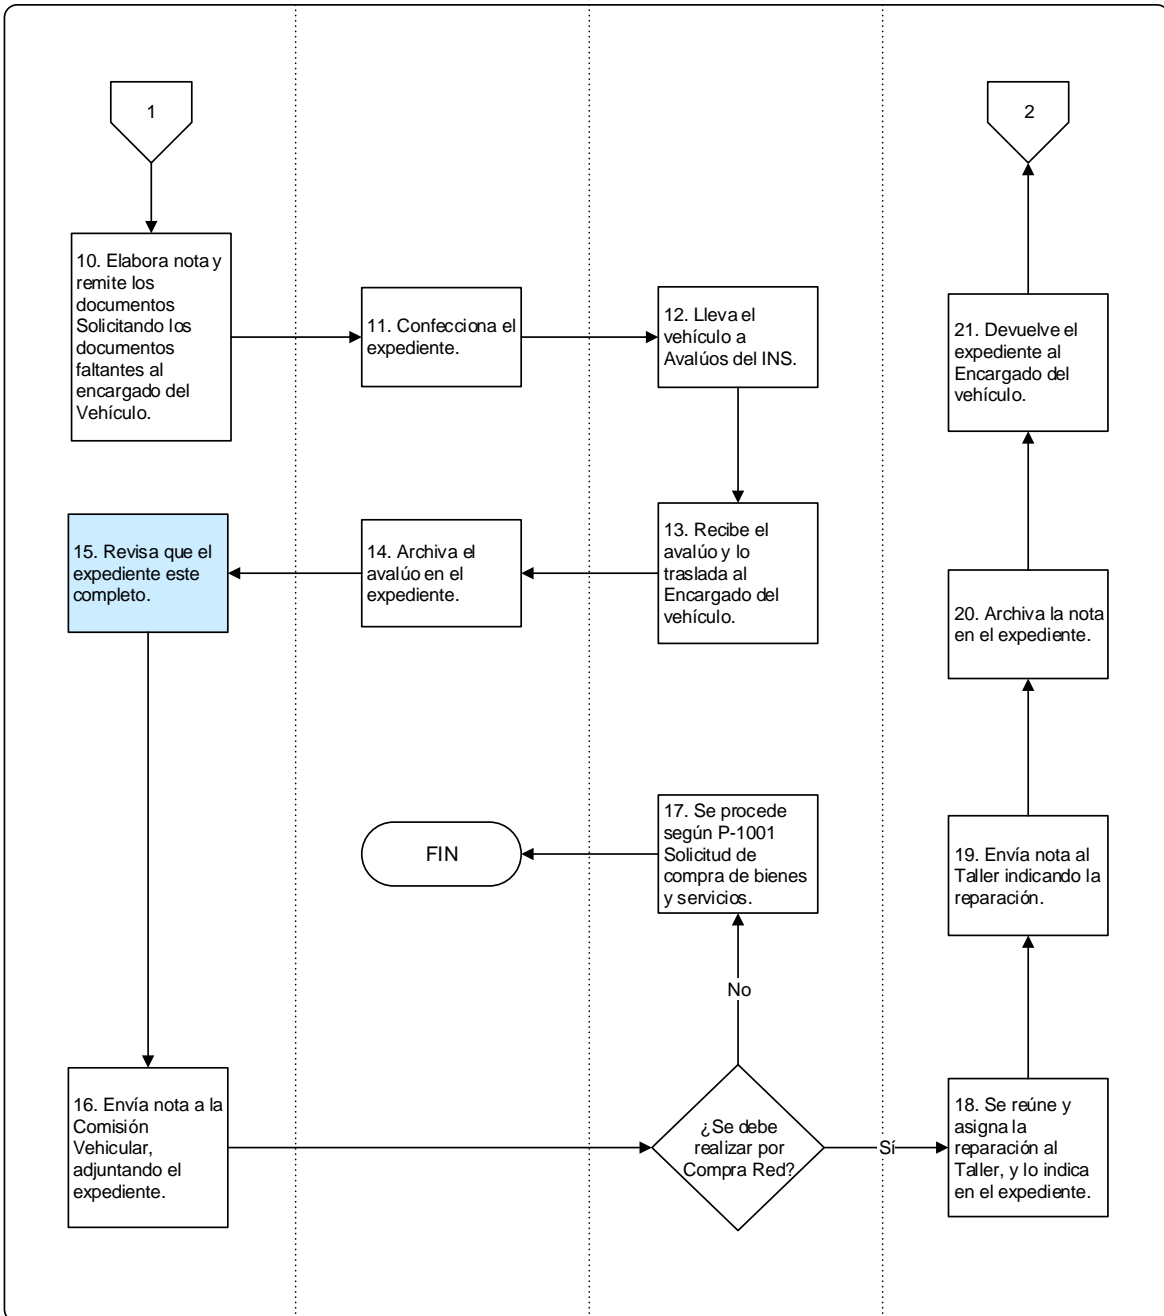 1
2
10. Elabora nota y
remite los
documentos
Solicitando los
documentos
faltantes al
encargado del
Vehículo.
11. Confecciona el
expediente.
12. Lleva el
vehículo a
Avalúos del INS.
21. Devuelve el
expediente al
Encargado del
vehículo.
15. Revisa que el
expediente este
completo.
14. Archiva el
avalúo en el
expediente.
13. Recibe el
avalúo y lo
traslada al
Encargado del
vehículo.
20. Archiva la nota
en el expediente.
FIN
17. Se procede
según P-1001
Solicitud de
compra de bienes
y servicios.
19. Envía nota al
Taller indicando la
reparación.
No
16. Envía nota a la
Comisión
Vehicular,
adjuntando el
expediente.
¿Se debe
realizar por
Compra Red?
Sí
18. Se reúne y
asigna la
reparación al
Taller, y lo indica
en el expediente.